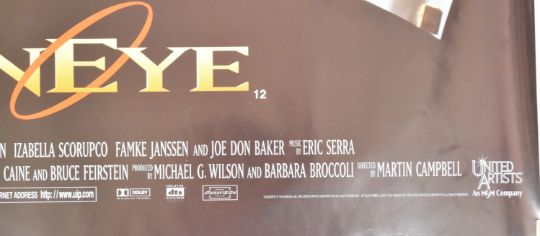 NEYE
12
N IZABELLA SCORUPCO FAMKE JANSSEN AND JOE DON BAKER MUSIC BY ERIC SERRA
CAINE AND BRUCE FEIRSTEIN PRODUCED BY MICHAEL G. WILSON AND BARBARA BROCCOLI DIRECTED BY MARTIN CAMPBELL
UNITED ARTISTS
An MGM Company
RNET ADDRESS http://www.uip.com
DOLBY
dts